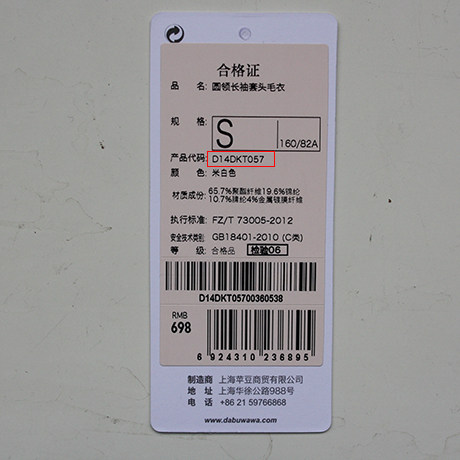 合格证
品 名: 圆领长袖套头毛衣
规 格:
S 160/82A
产品代码: D14DKT057
颜 色: 米白色
材质成份: 65.7%聚酯纤维19.6%锦纶
10.7%腈纶4%金属镀膜纤维
执行标准: FZ/T 73005-2012
安全技术类别: GB18401-2010 (C类)
等 级: 合格品 检验06
D14DKT05700360538
RMB
698
6 924310 236895
制造商 上海苹豆商贸有限公司
地 址 上海华徐公路988号
电 话 +86 21 59766868
www.dabuwawa.com